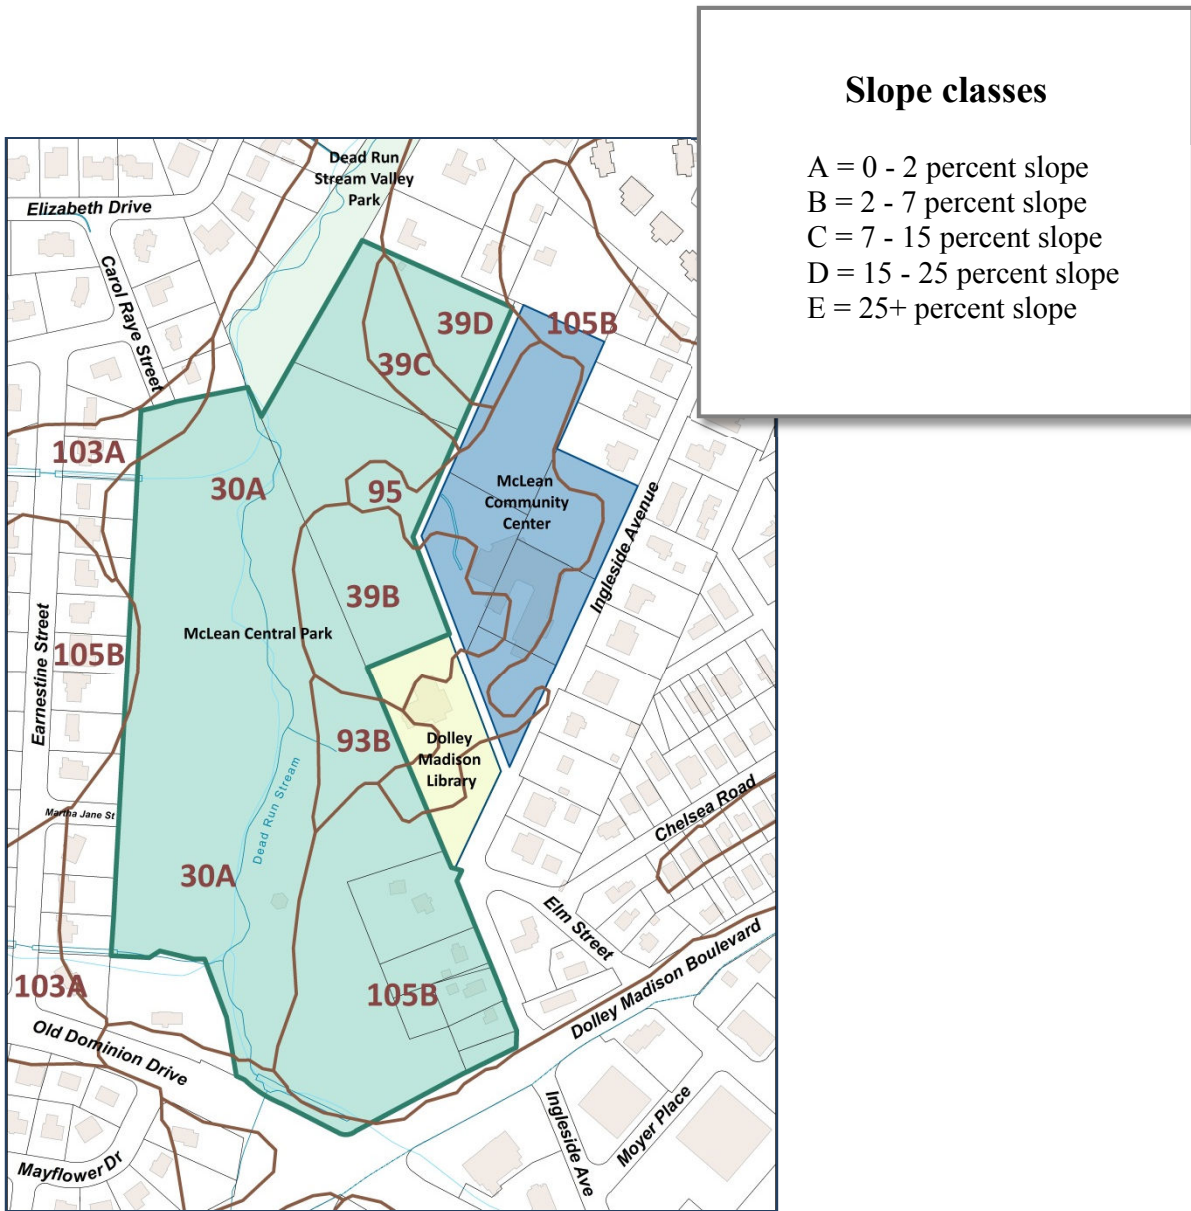 Slope classes
A = 0 - 2 percent slope
B = 2 - 7 percent slope
C = 7 - 15 percent slope
D = 15 - 25 percent slope
E = 25+ percent slope
Dead Run
Stream Valley
Park
Elizabeth Drive
Carol Raye Street
39D
105B
39C
103A
30A
95
McLean
Community
Center
Ingleside Avenue
39B
McLean Central Park
105B
Earnestine Street
93B
Dolley
Madison
Library
Dead Run Stream
Martha Jane St
Chelsea Road
30A
Elm Street
103A
105B
Dolley Madison Boulevard
Old Dominion Drive
Ingleside Ave
Moyer Place
Mayflower Dr